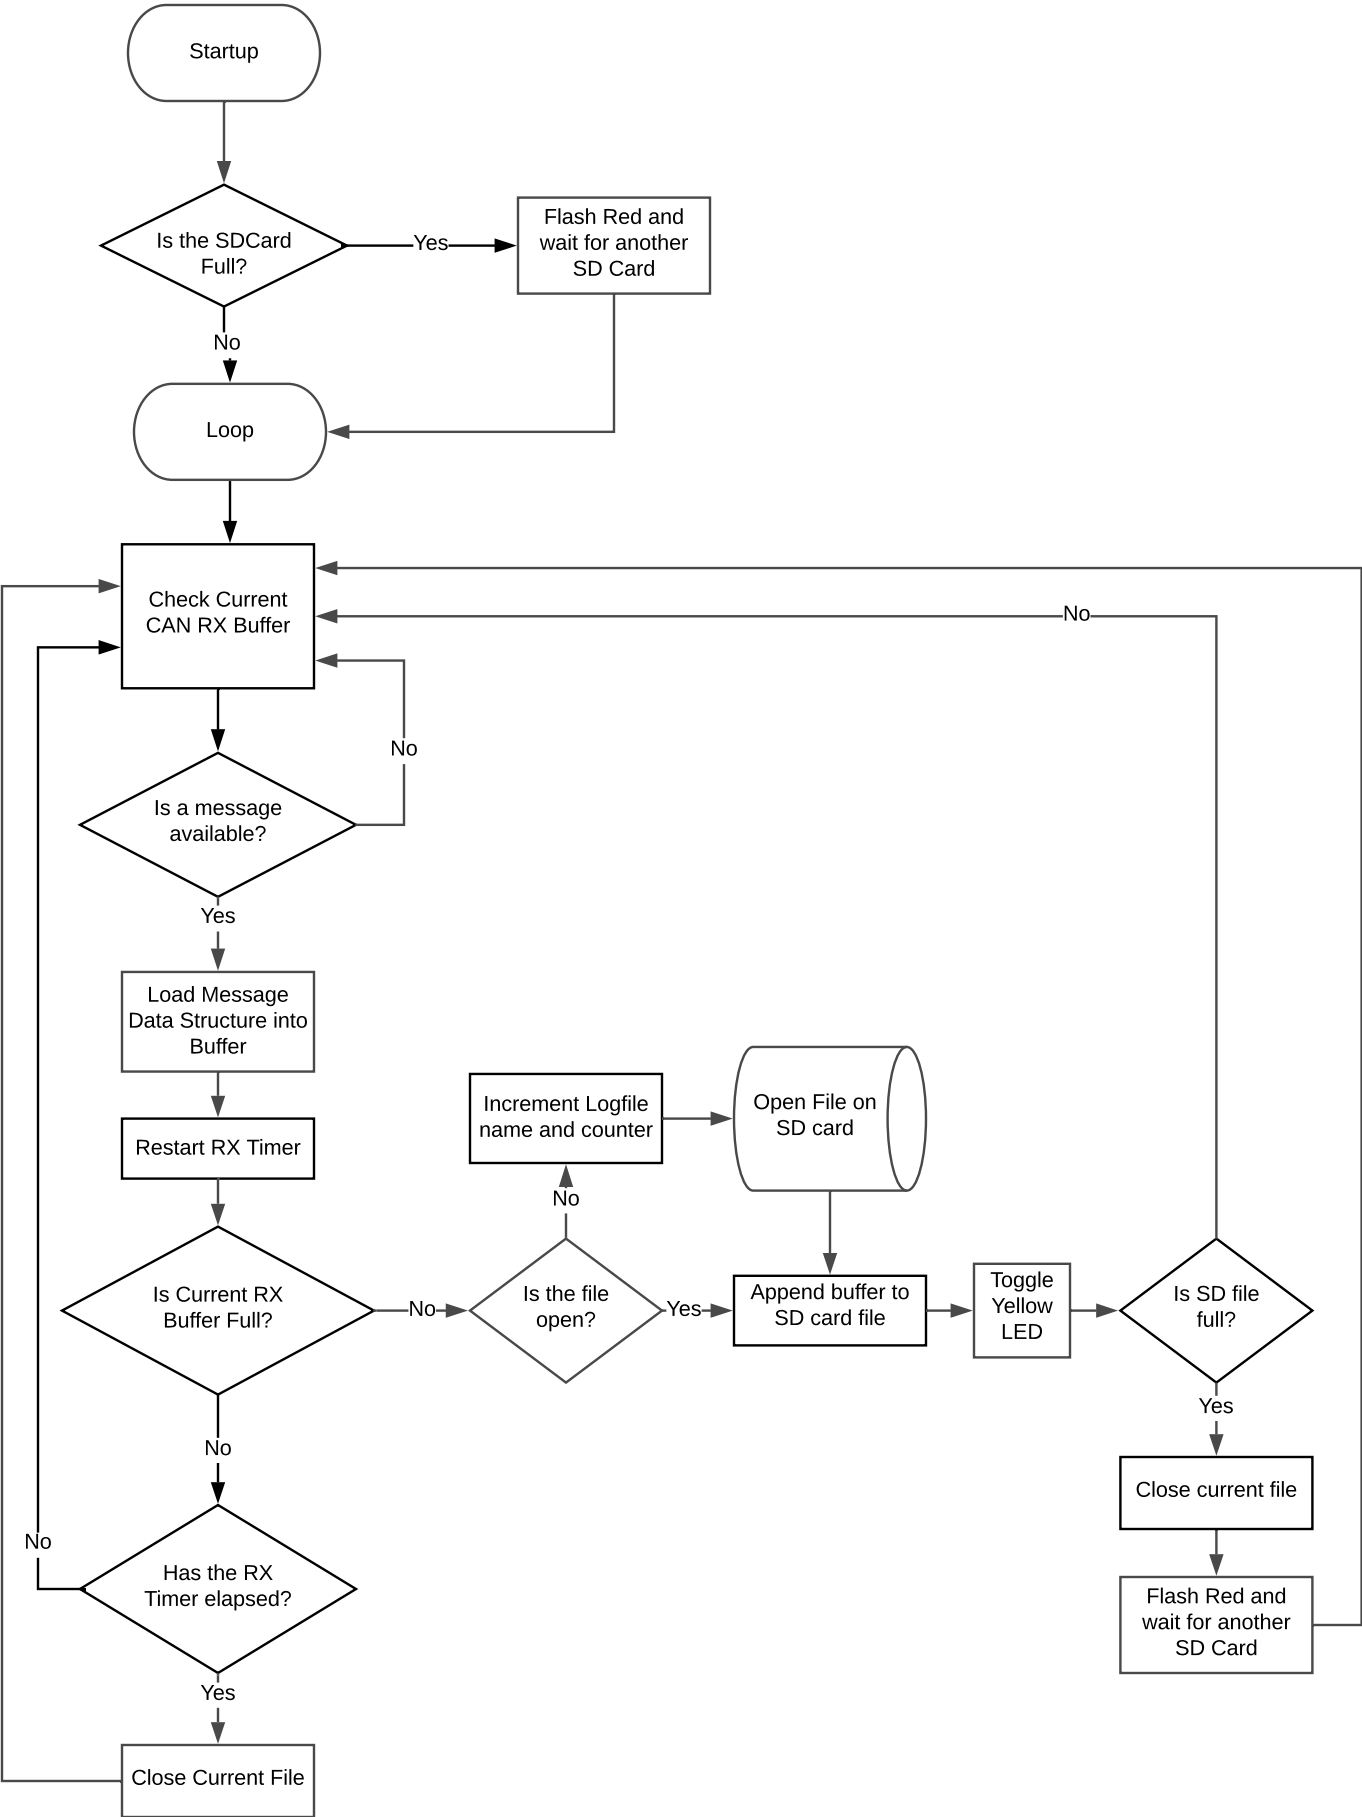 Startup
Is the SDCard
Full?
Yes
Flash Red and
wait for another
SD Card
No
Loop
Check Current
CAN RX Buffer
No
No
Is a message
available?
Yes
Load Message
Data Structure into
Buffer
Restart RX Timer
Increment Logfile
name and counter
Open File on
SD card
No
Is Current RX
Buffer Full?
No
Is the file
open?
Yes
Append buffer to
SD card file
Toggle
Yellow
LED
Is SD file
full?
Yes
No
Close current file
No
Has the RX
Timer elapsed?
Flash Red and
wait for another
SD Card
Yes
Close Current File